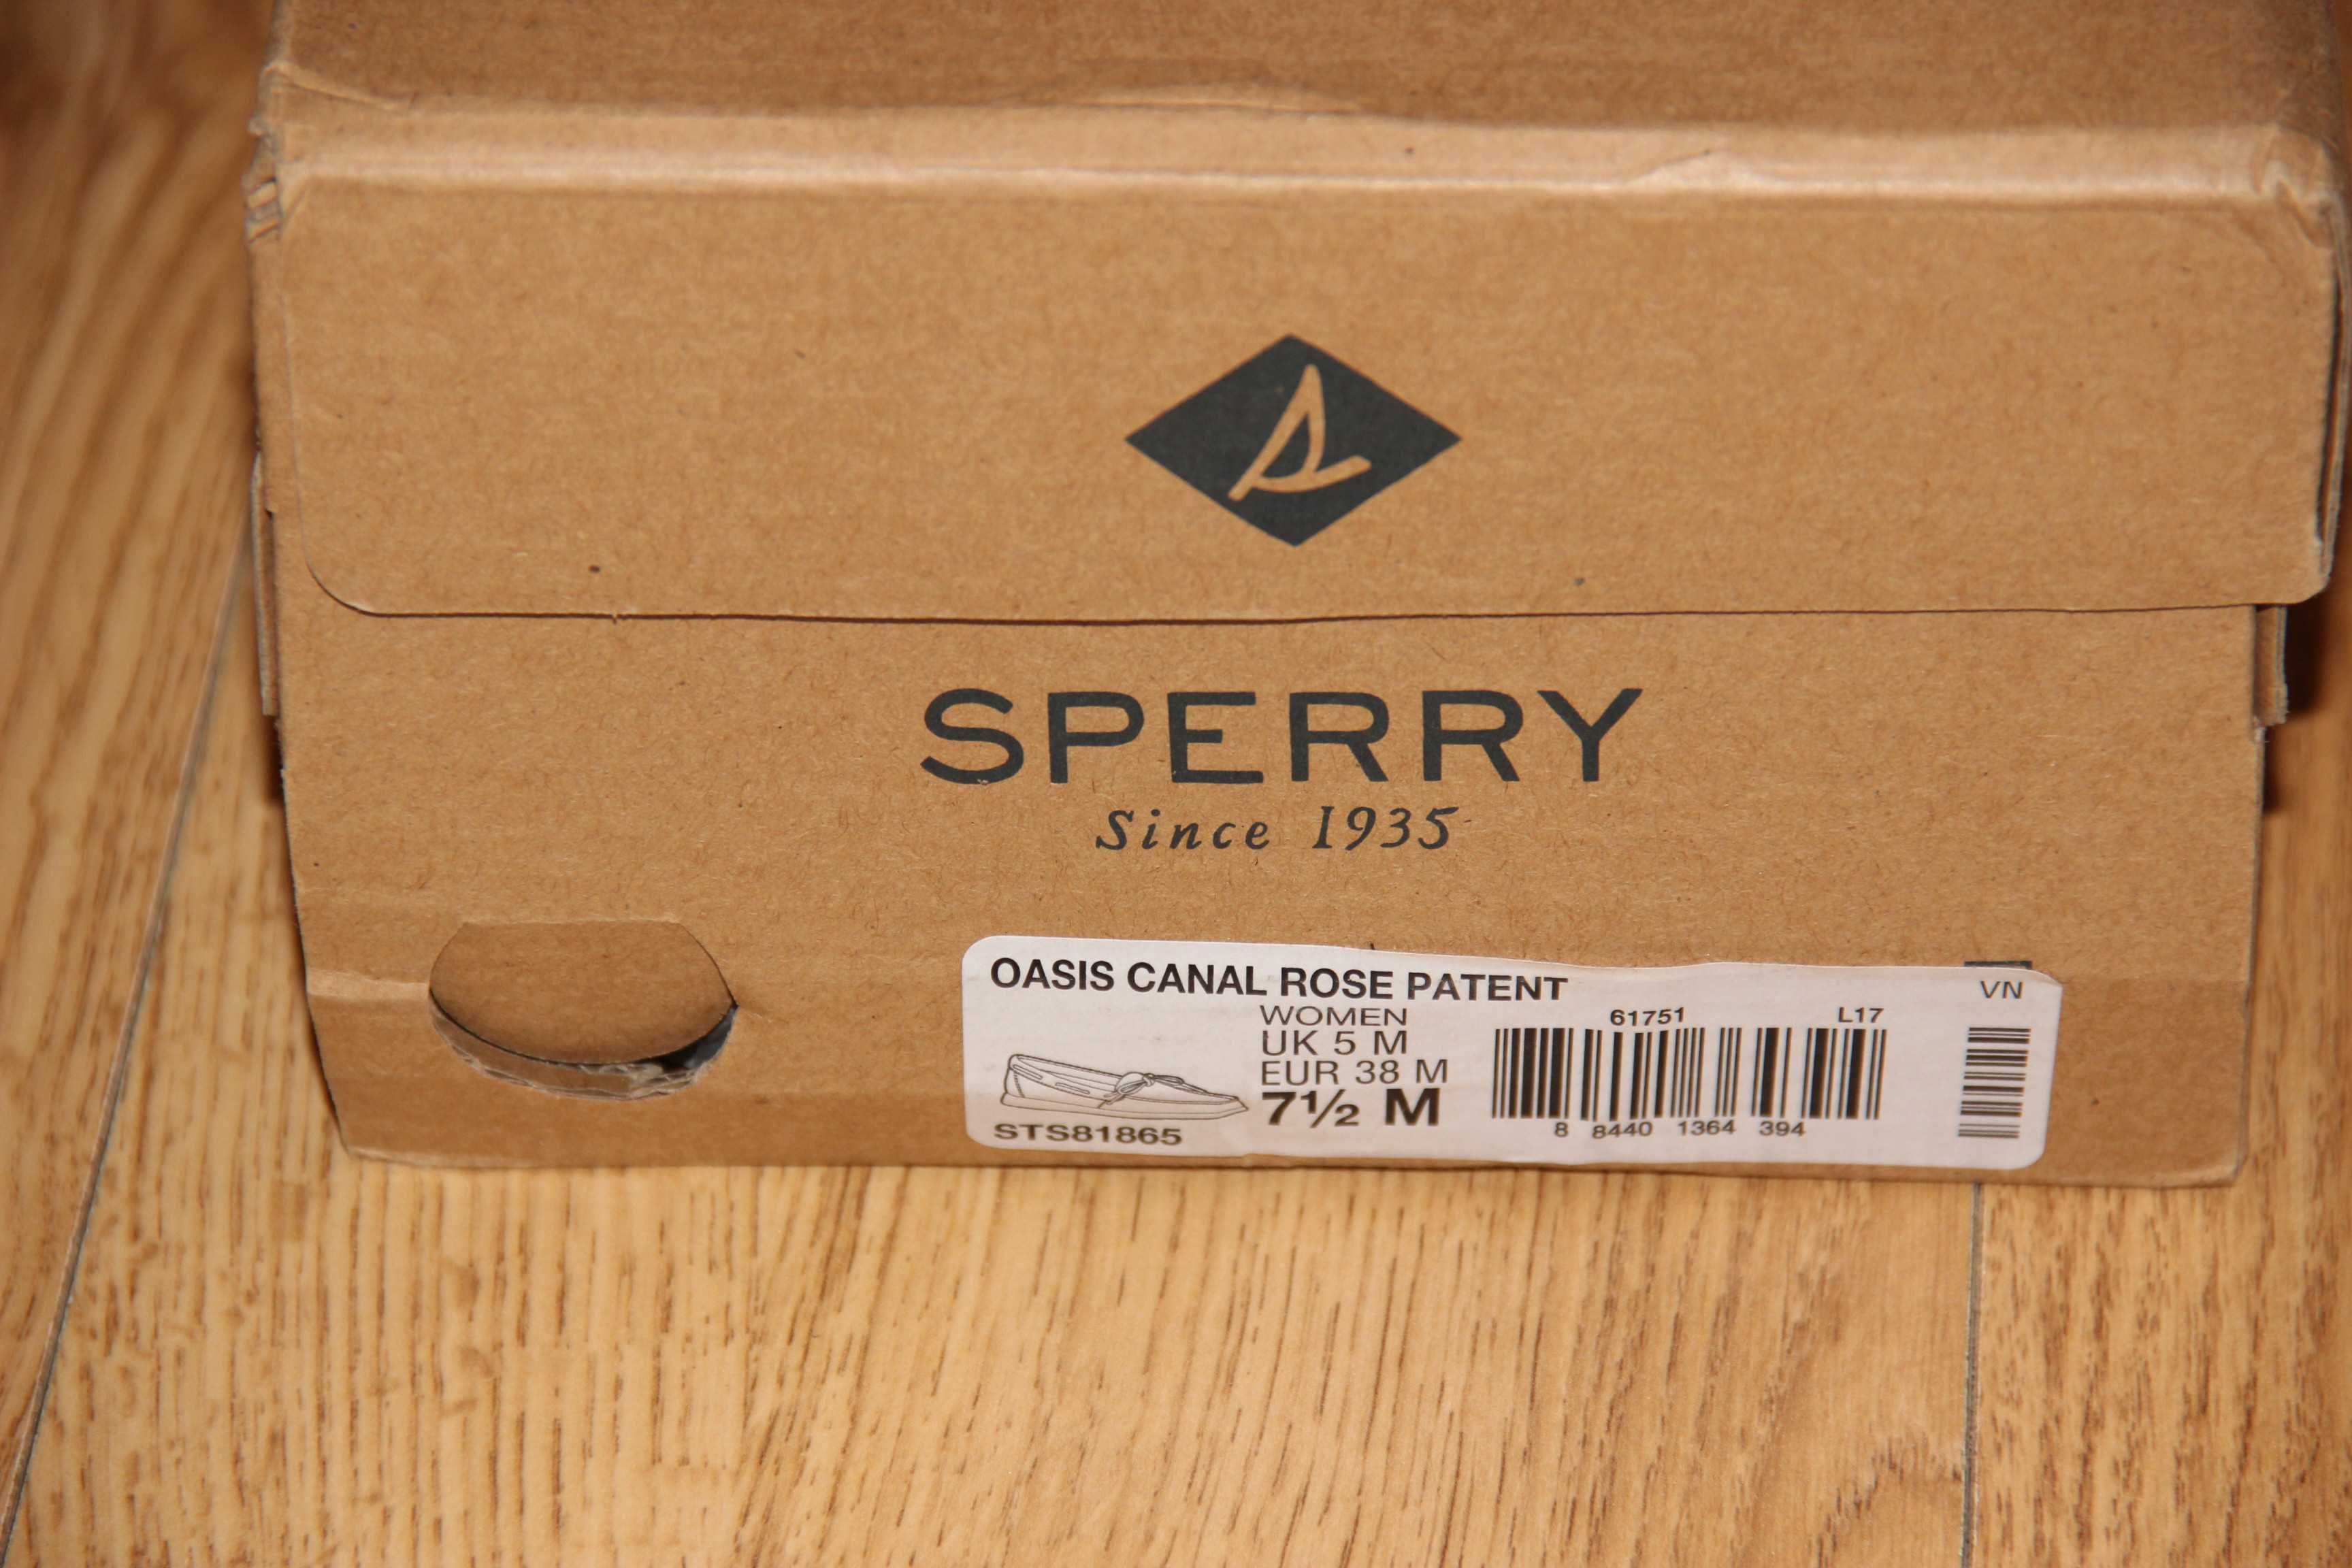 SPERRY
Since 1935
OASIS CANAL ROSE PATENT
VN
WOMEN
61751 L17
UK 5 M
EUR 38 M
7½ M
8 8440 1364 394
STS81865